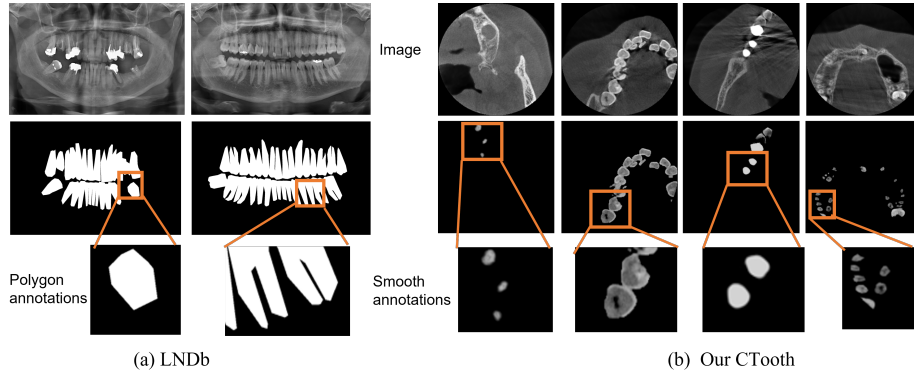 Image
Polygon
annotations
Smooth
annotations
(a) LNDb
(b) Our CTooth